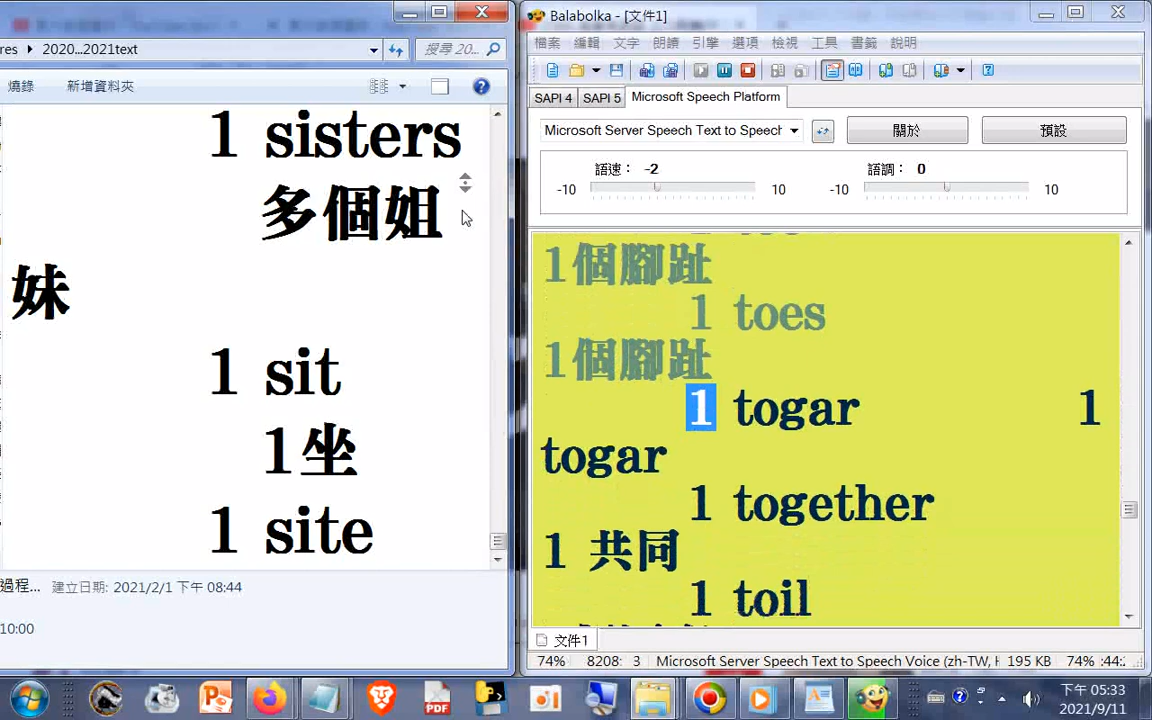 res ▸ 2020...2021text
搜尋 20...
燒錄 新增資料夾
1 sisters
多個姐
妹
1 sit
1坐
1 site
過程... 建立日期: 2021/2/1 下午 08:44
10:00
Balabolka - [文件1]
檔案 編輯 文字 朗讀 引擎 選項 檢視 工具 書籤 說明
SAPI 4 SAPI 5 Microsoft Speech Platform
Microsoft Server Speech Text to Speech
關於 預設
語速： -2 語調： 0
-10 10 -10 10
1個腳趾
1 toes
1個腳趾
1 togar 1
togar
1 together
1 共同
1 toil
文件1
74% 8208: 3 Microsoft Server Speech Text to Speech Voice (zh-TW, 195 KB 74% :44:
PDF
下午 05:33
2021/9/11